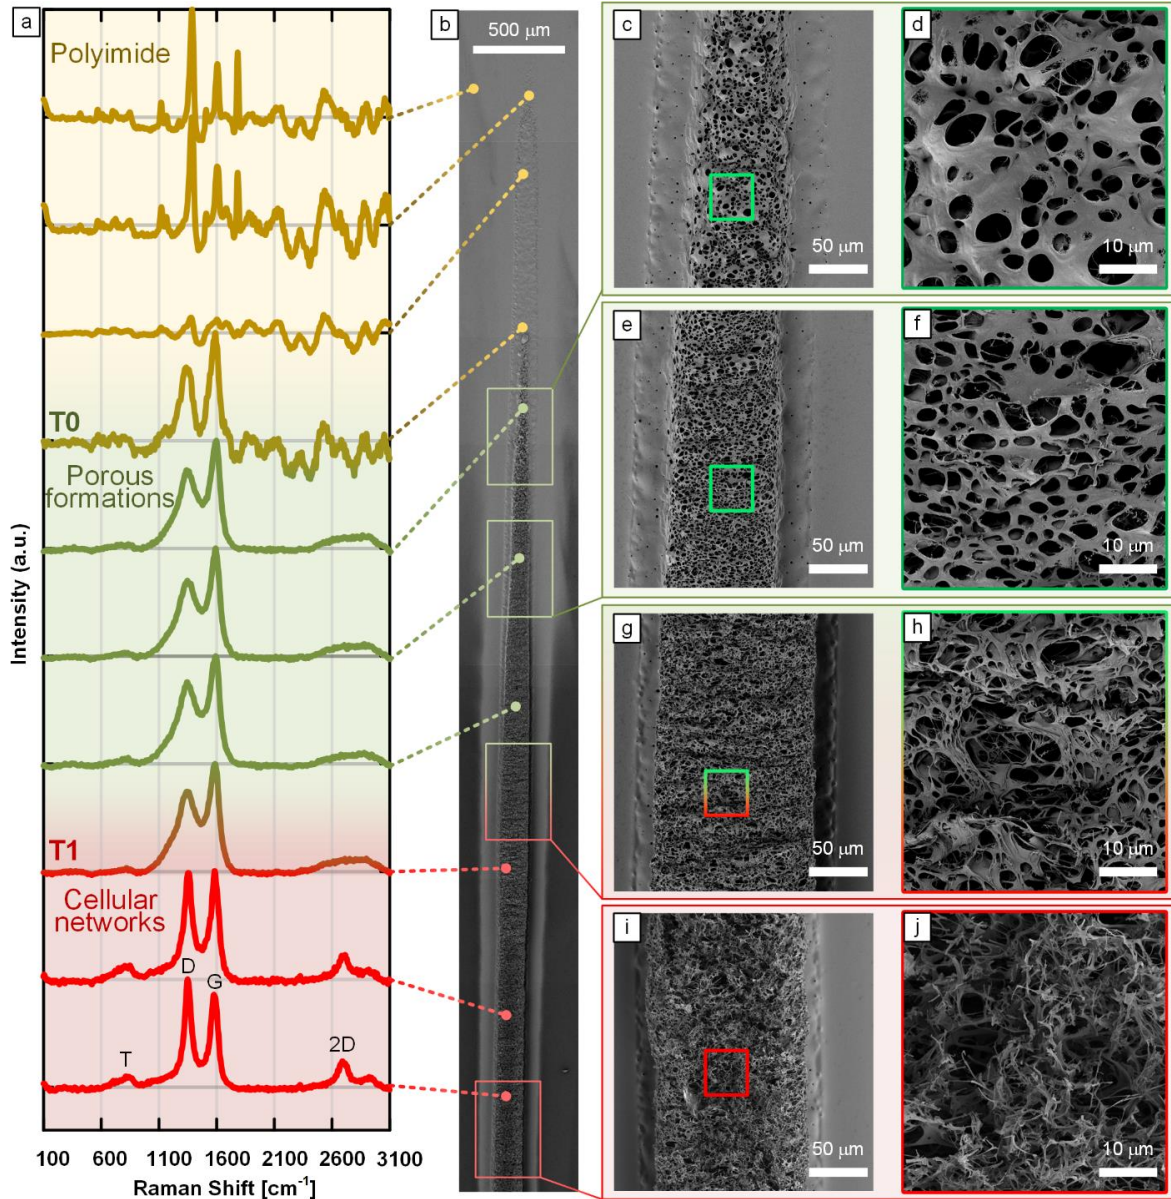 a
Polyimide
T0
Porous
formations
T1
Cellular
networks
D
G
T
2D
Intensity (a.u.)
100 600 1100 1600 2100 2600 3100
Raman Shift [cm⁻¹]
b
500 μm
c
50 μm
d
10 μm
e
50 μm
f
10 μm
g
50 μm
h
10 μm
i
50 μm
j
10 μm